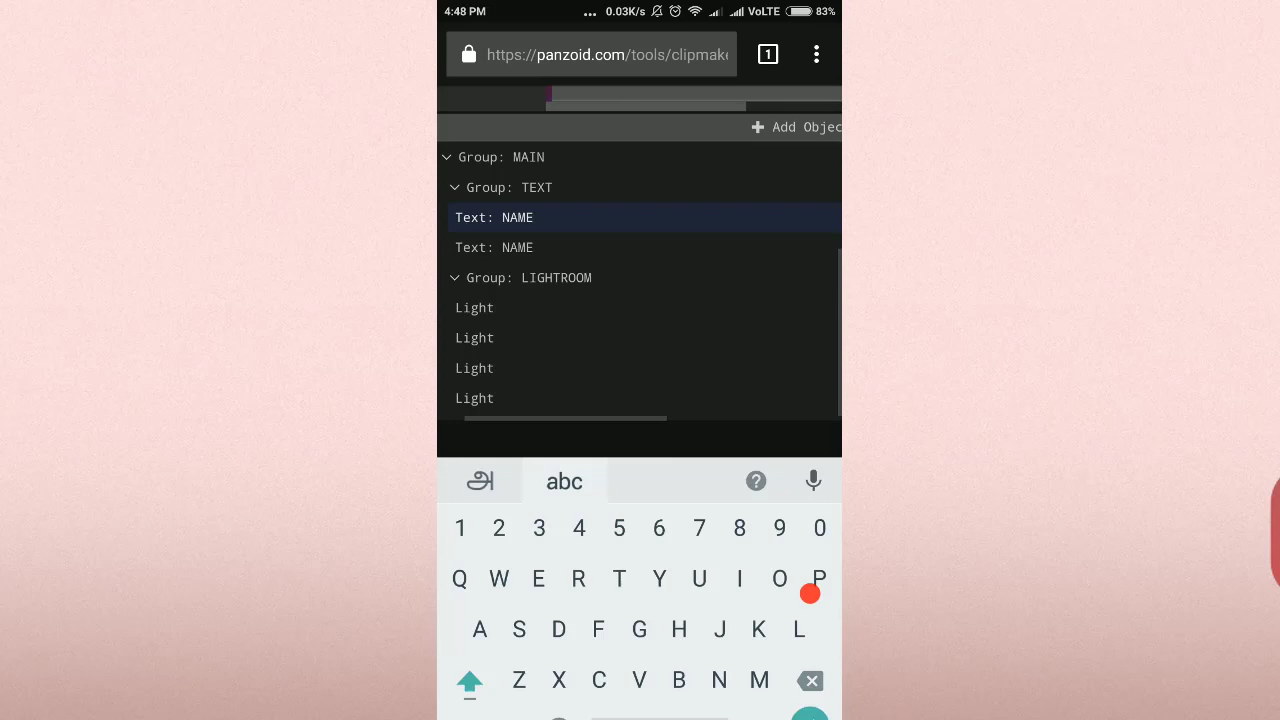 4:48 PM ... 0.03K/s VoLTE 83%
https://panzoid.com/tools/clipmake
1
+ Add Objec
Group: MAIN
Group: TEXT
Text: NAME
Text: NAME
Group: LIGHTROOM
Light
Light
Light
Light
அ abc ?
1 2 3 4 5 6 7 8 9 0
Q W E R T Y U I O P
A S D F G H J K L
Z X C V B N M